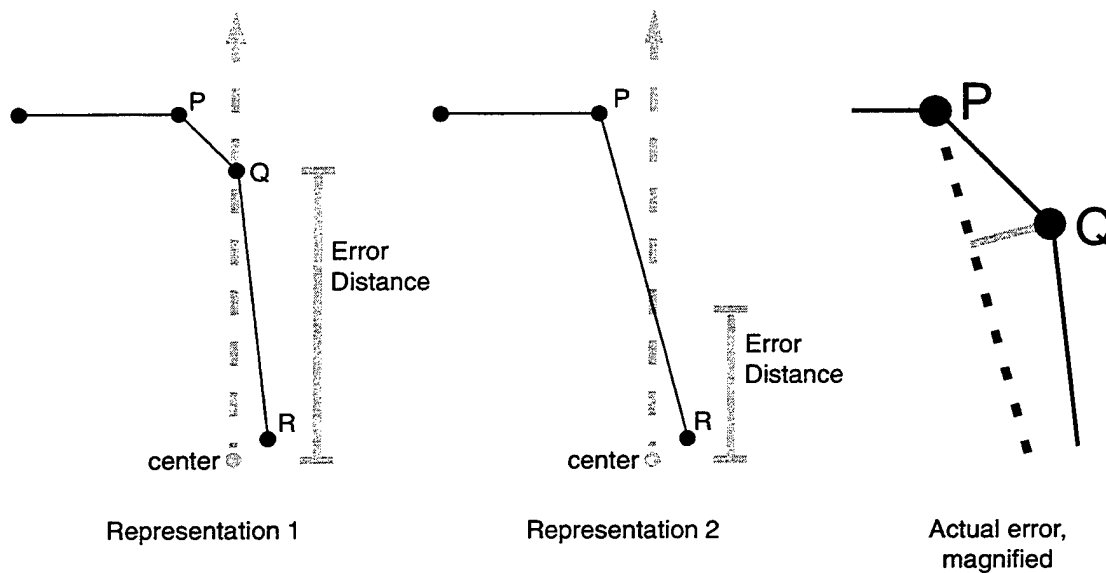 P
Q
Error
Distance
R
center
Representation 1
P
Error
Distance
R
center
Representation 2
P
Q
Actual error,
magnified